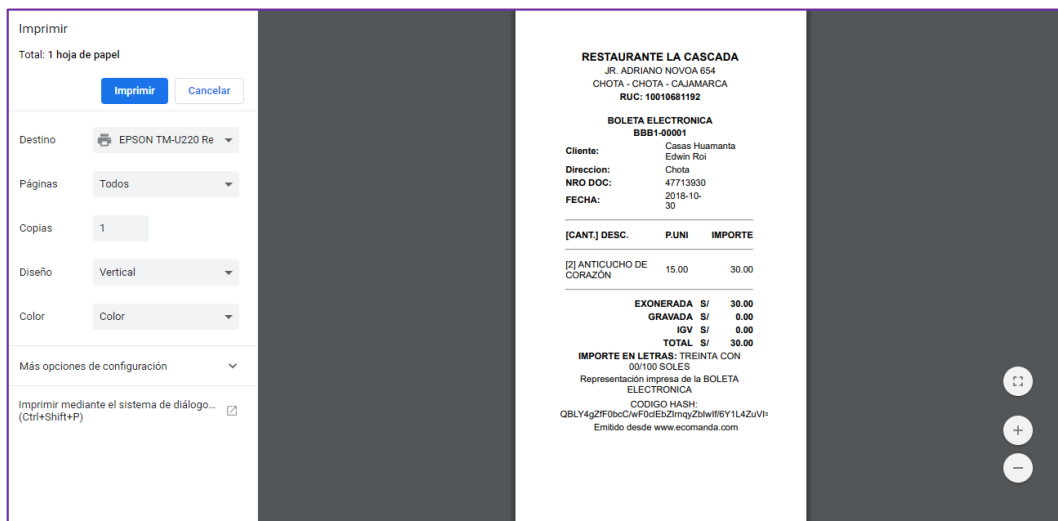 Imprimir
Total: 1 hoja de papel
Imprimir
Cancelar
Destino
EPSON TM-U220 Re
Páginas
Todos
Copias
1
Diseño
Vertical
Color
Color
Más opciones de configuración
Imprimir mediante el sistema de diálogo...
(Ctrl+Shift+P)
RESTAURANTE LA CASCADA
JR. ADRIANO NOVOA 654
CHOTA - CHOTA - CAJAMARCA
RUC: 10010681192
BOLETA ELECTRONICA
BBB1-00001
Cliente: Casas Huamanta
Edwin Roi
Direccion: Chota
NRO DOC: 47713930
FECHA: 2018-10-
30
[CANT.] DESC. P.UNI IMPORTE
[2] ANTICUCHO DE
CORAZÓN 15.00 30.00
EXONERADA S/ 30.00
GRAVADA S/ 0.00
IGV S/ 0.00
TOTAL S/ 30.00
IMPORTE EN LETRAS: TREINTA CON
00/100 SOLES
Representación impresa de la BOLETA
ELECTRONICA
CODIGO HASH:
Emitido desde www.ecomanda.com